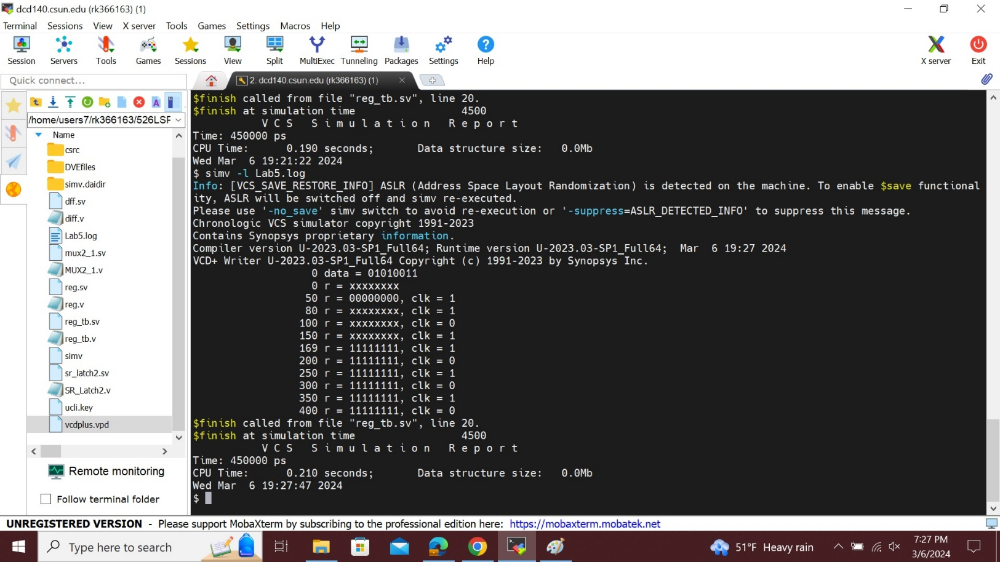 dcd140.csun.edu (rk366163) (1)
Terminal Sessions View X server Tools Games Settings Macros Help
Session Servers Tools Games Sessions View Split MultiExec Tunneling Packages Settings Help X server Exit
Quick connect...
2. dcd140.csun.edu (rk366163) (1)
/home/users7/rk366163/526LSF
Name
csrc
DVEfiles
simv.daidir
dff.sv
diff.v
Lab5.log
mux2_1.sv
MUX2_1.v
reg.sv
reg.v
reg_tb.sv
reg_tb.v
simv
sr_latch2.sv
SR_Latch2.v
ucli.key
vcdplus.vpd
Remote monitoring
Follow terminal folder
$finish called from file "reg_tb.sv", line 20.
$finish at simulation time 4500
V C S S i m u l a t i o n R e p o r t
Time: 450000 ps
CPU Time: 0.190 seconds; Data structure size: 0.0Mb
Wed Mar 6 19:21:22 2024
$ simv -l Lab5.log
Info: [VCS_SAVE_RESTORE_INFO] ASLR (Address Space Layout Randomization) is detected on the machine. To enable $save functional
ity, ASLR will be switched off and simv re-executed.
Please use '-no_save' simv switch to avoid re-execution or '-suppress=ASLR_DETECTED_INFO' to suppress this message.
Chronologic VCS simulator copyright 1991-2023
Contains Synopsys proprietary information.
Compiler version U-2023.03-SP1_Full64; Runtime version U-2023.03-SP1_Full64; Mar 6 19:27 2024
VCD+ Writer U-2023.03-SP1_Full64 Copyright (c) 1991-2023 by Synopsys Inc.
0 data = 01010011
0 r = xxxxxxxx
50 r = 00000000, clk = 1
80 r = xxxxxxxx, clk = 1
100 r = xxxxxxxx, clk = 0
150 r = xxxxxxxx, clk = 1
169 r = 11111111, clk = 1
200 r = 11111111, clk = 0
250 r = 11111111, clk = 1
300 r = 11111111, clk = 0
350 r = 11111111, clk = 1
400 r = 11111111, clk = 0
$finish called from file "reg_tb.sv", line 20.
$finish at simulation time 4500
V C S S i m u l a t i o n R e p o r t
Time: 450000 ps
CPU Time: 0.210 seconds; Data structure size: 0.0Mb
Wed Mar 6 19:27:47 2024
$
UNREGISTERED VERSION - Please support MobaXterm by subscribing to the professional edition here: https://mobaxterm.mobatek.net
Type here to search
51°F Heavy rain
7:27 PM
3/6/2024